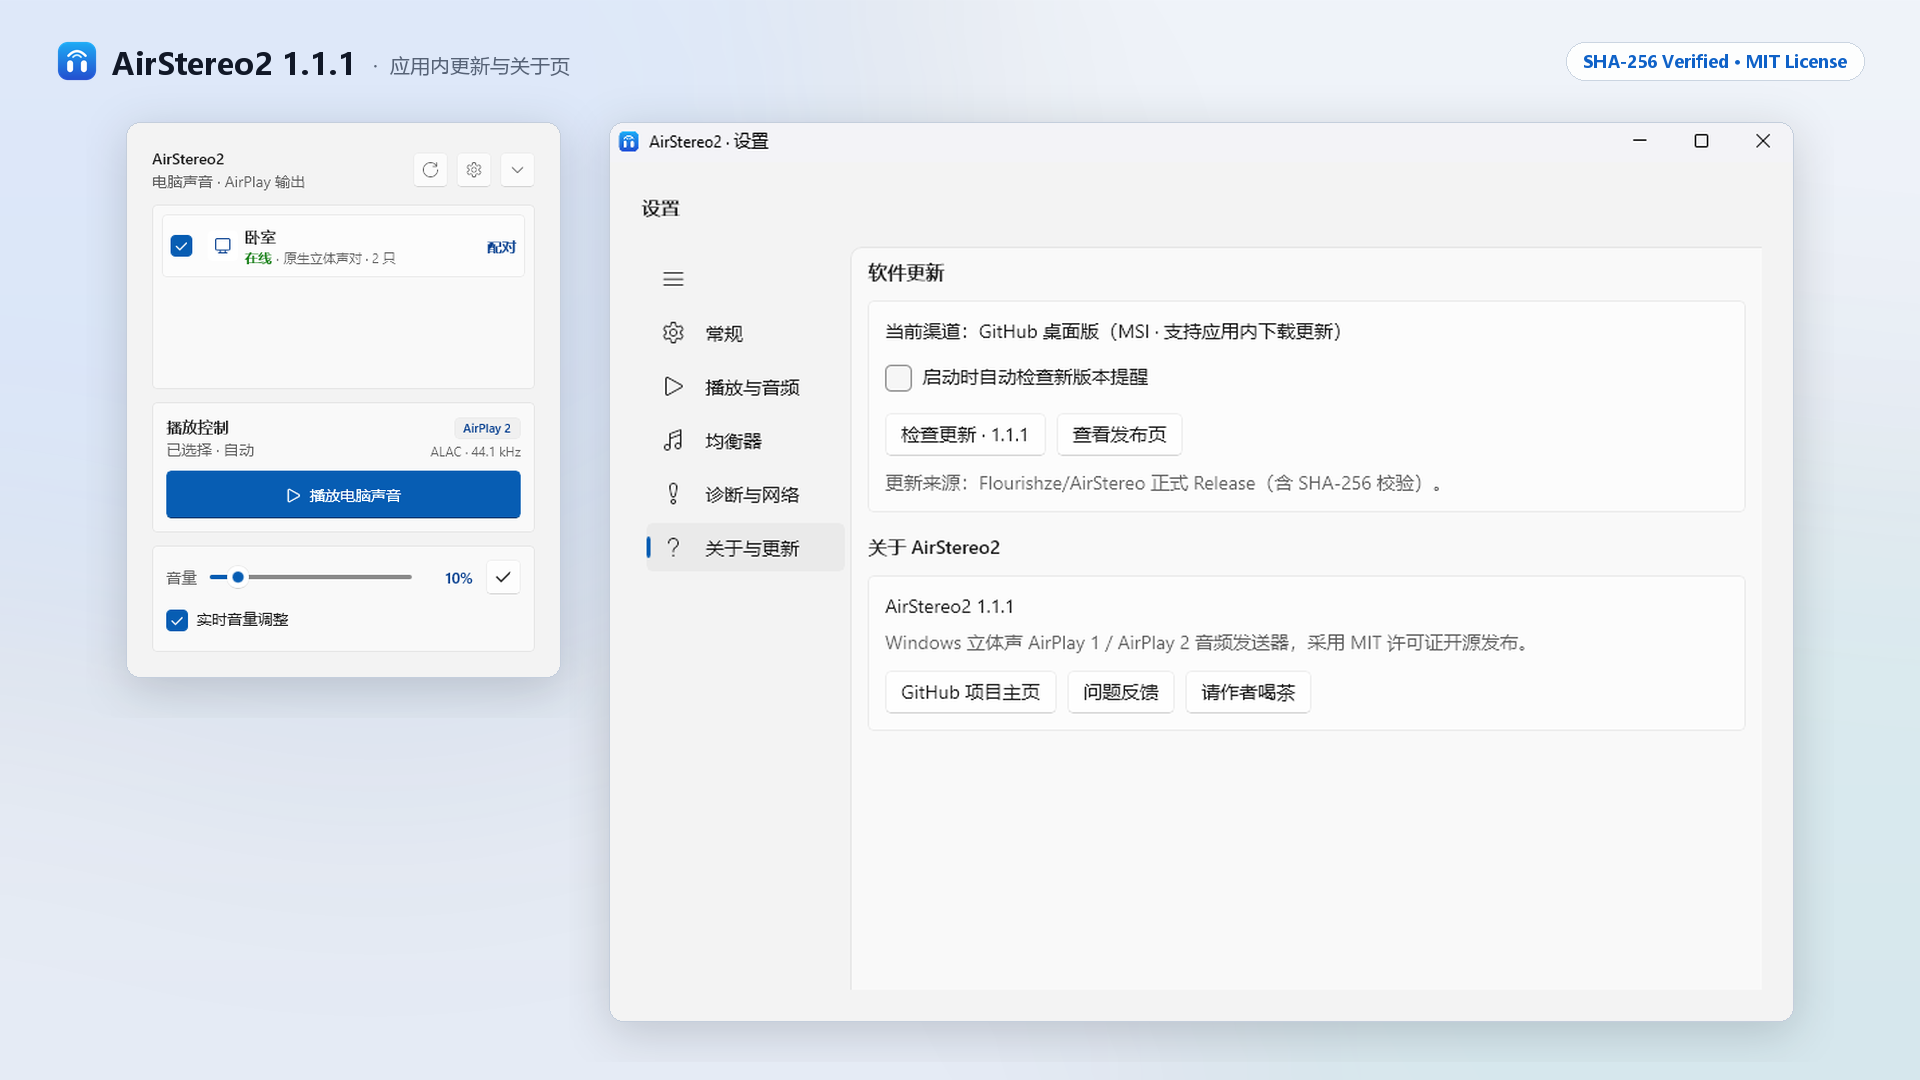 AirStereo2 1.1.1 · 应用内更新与关于页
SHA-256 Verified • MIT License
AirStereo2
电脑声音 · AirPlay 输出
卧室
在线 · 原生立体声对 · 2 只
配对
播放控制
AirPlay 2
已选择 · 自动
ALAC · 44.1 kHz
播放电脑声音
音量
10%
实时音量调整
AirStereo2 · 设置
设置
常规
播放与音频
均衡器
诊断与网络
关于与更新
软件更新
当前渠道：GitHub 桌面版（MSI · 支持应用内下载更新）
启动时自动检查新版本提醒
检查更新 · 1.1.1
查看发布页
更新来源：Flourishze/AirStereo 正式 Release（含 SHA-256 校验）。
关于 AirStereo2
AirStereo2 1.1.1
Windows 立体声 AirPlay 1 / AirPlay 2 音频发送器，采用 MIT 许可证开源发布。
GitHub 项目主页
问题反馈
请作者喝茶